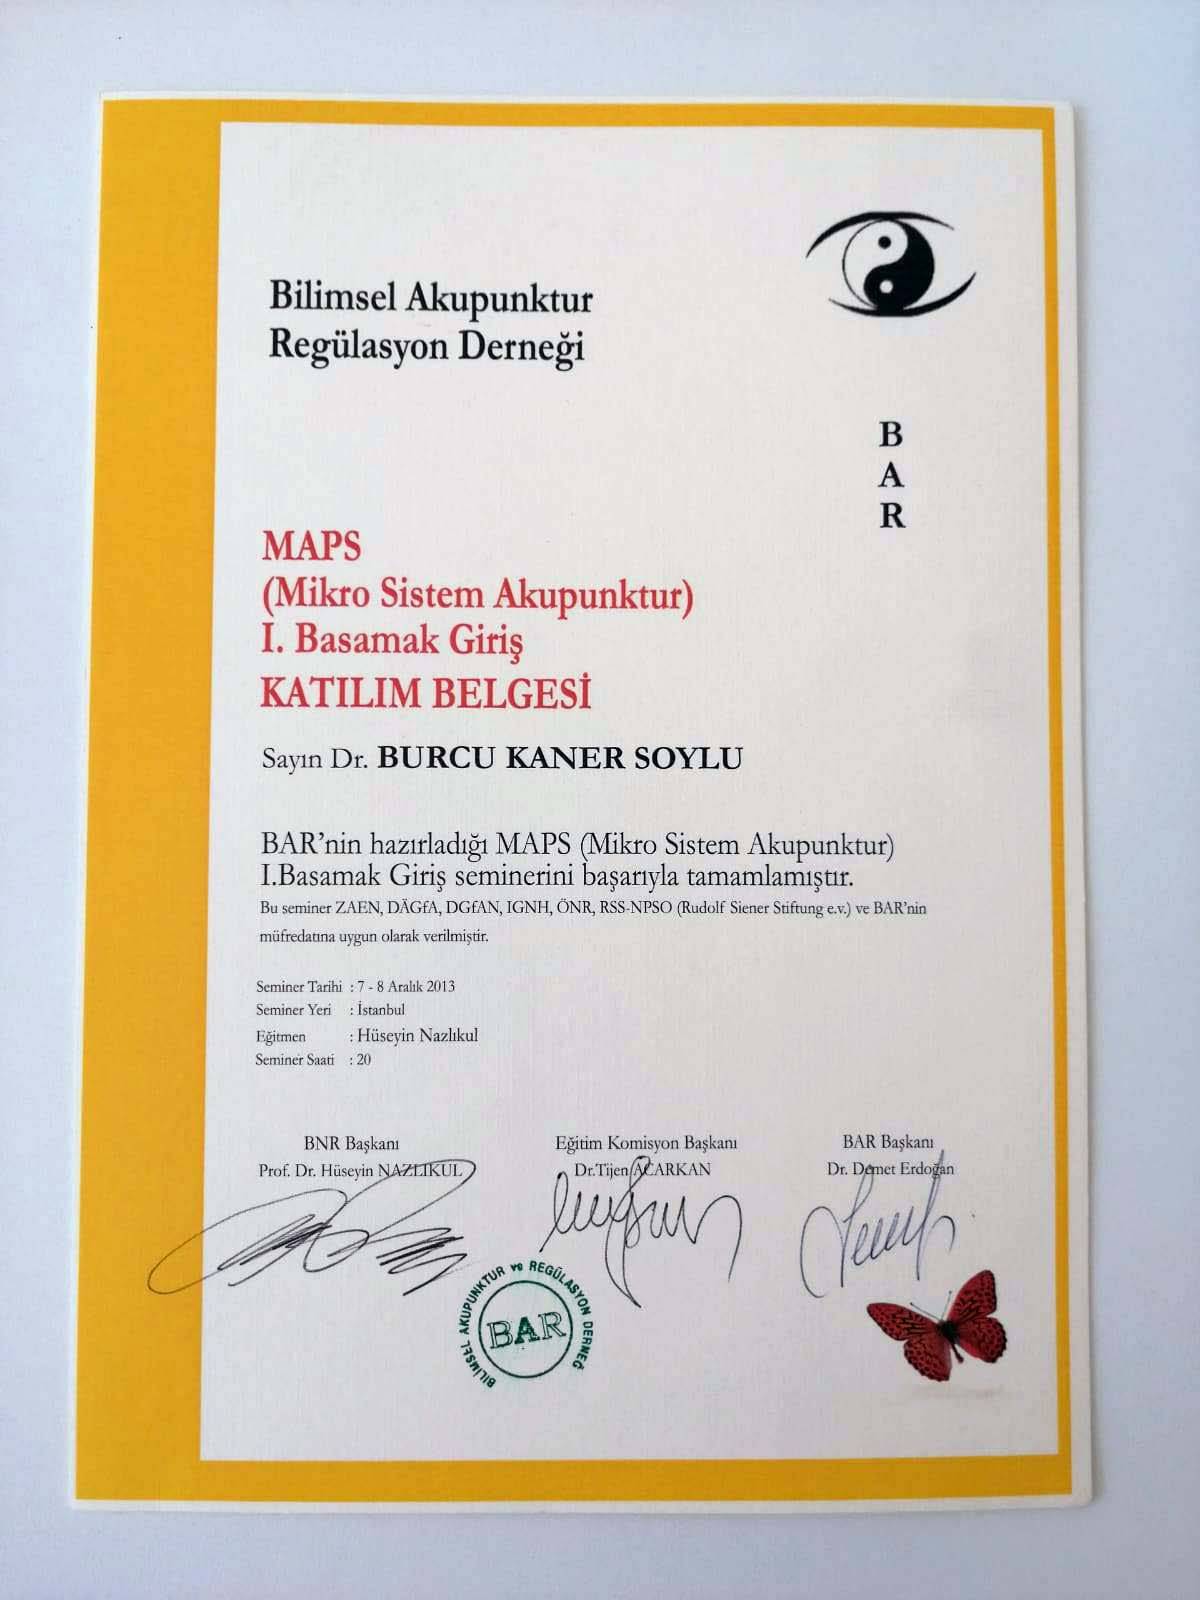 Bilimsel Akupunktur
Regülasyon Derneği
B
A
R
MAPS
(Mikro Sistem Akupunktur)
I. Basamak Giriş
KATILIM BELGESİ
Sayın Dr. BURCU KANER SOYLU
BAR’nin hazırladığı MAPS (Mikro Sistem Akupunktur)
I.Basamak Giriş seminerini başarıyla tamamlamıştır.
Bu seminer ZAEN, DÄGfA, DGfAN, IGNH, ÖNR, RSS-NPSO (Rudolf Siener Stiftung e.v.) ve BAR’nin
müfredatına uygun olarak verilmiştir.
Seminer Tarihi : 7 - 8 Aralık 2013
Seminer Yeri : İstanbul
Eğitmen : Hüseyin Nazlıkul
Seminer Saati : 20
BNR Başkanı Eğitim Komisyon Başkanı BAR Başkanı
Prof. Dr. Hüseyin NAZLIKUL Dr.Tijen ACARKAN Dr. Demet Erdoğan
BİLİMSEL AKUPUNKTUR ve REGÜLASYON DERNEĞ
BAR